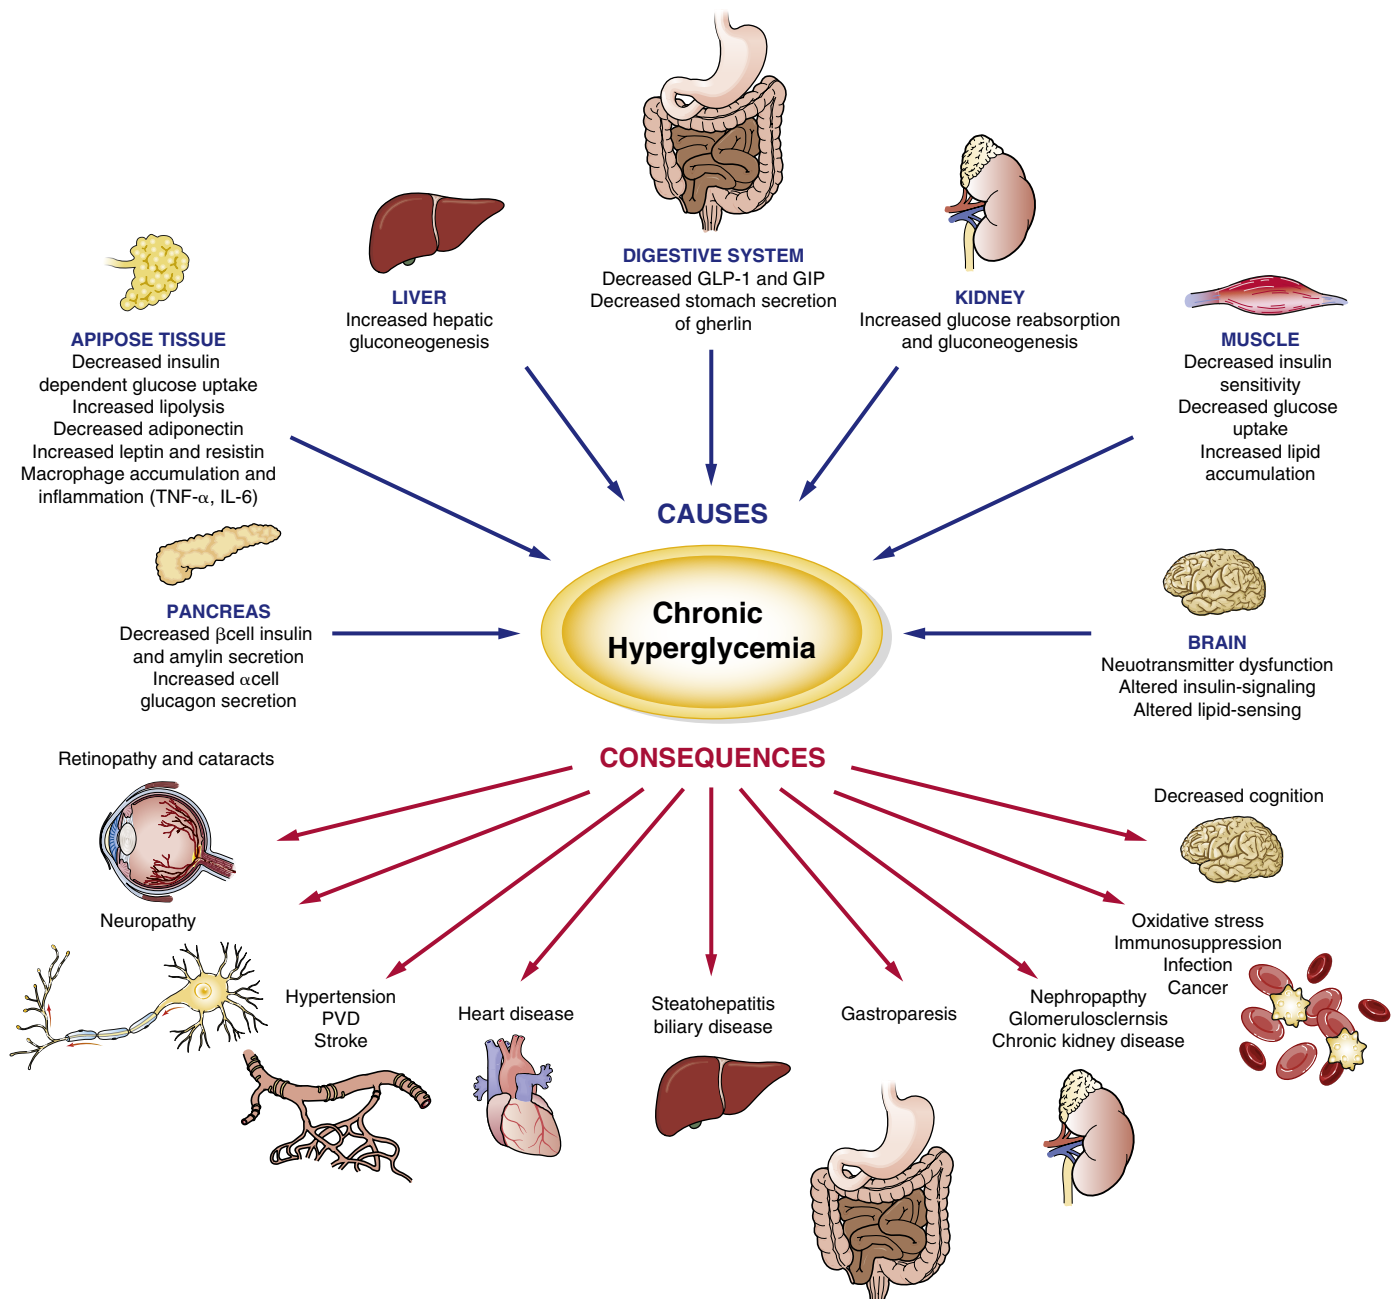 DIGESTIVE SYSTEM
Decreased GLP-1 and GIP
Decreased stomach secretion
of gherlin
LIVER
Increased hepatic
gluconeogenesis
KIDNEY
Increased glucose reabsorption
and gluconeogenesis
APIPOSE TISSUE
Decreased insulin
dependent glucose uptake
Increased lipolysis
Decreased adiponectin
Increased leptin and resistin
Macrophage accumulation and
inflammation (TNF-α, IL-6)
MUSCLE
Decreased insulin
sensitivity
Decreased glucose
uptake
Increased lipid
accumulation
CAUSES
Chronic
Hyperglycemia
PANCREAS
Decreased βcell insulin
and amylin secretion
Increased αcell
glucagon secretion
BRAIN
Neuotransmitter dysfunction
Altered insulin-signaling
Altered lipid-sensing
CONSEQUENCES
Retinopathy and cataracts
Neuropathy
Hypertension
PVD
Stroke
Heart disease
Steatohepatitis
biliary disease
Gastroparesis
Nephropapthy
Glomerulosclernsis
Chronic kidney disease
Oxidative stress
Immunosuppression
Infection
Cancer
Decreased cognition